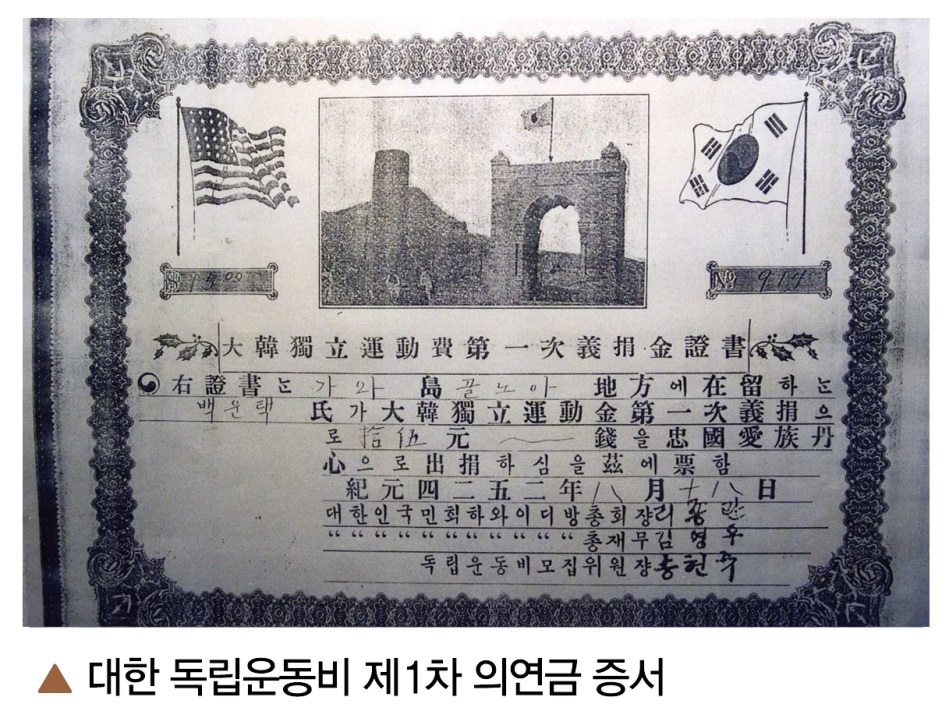 $ 15.00
No 914
大韓獨立運動費第一次義捐金證書
右證書는 가와 島 골노아 地方에在留하는
백운택 氏가大韓獨立運動金第一次義捐으
로 拾伍 元 錢을忠國愛族丹
心으로出捐하심을玆에票함
紀元四二五二年 八 月 十八 日
대한인국민회하와이디방총회쟝리종관
“ “ “ “ “ “ “ “ “ “ “ 총재무김영우
독립운동비모집위원쟝승현주
▲ 대한 독립운동비 제1차 의연금 증서